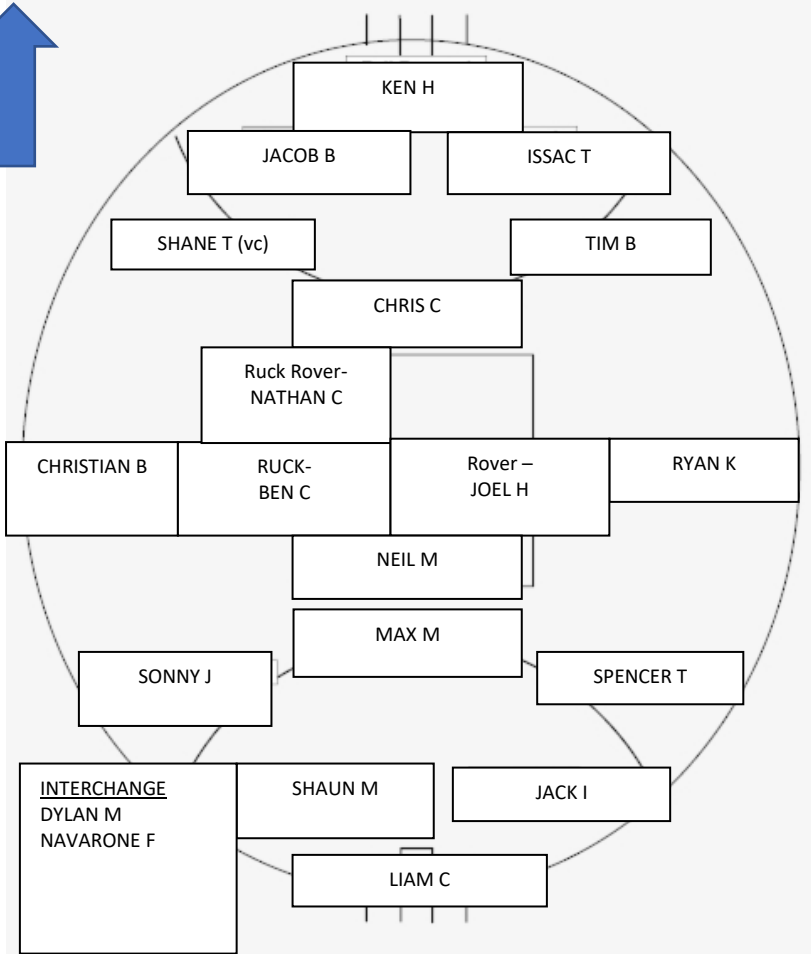 KEN H
JACOB B
ISSAC T
SHANE T (vc)
TIM B
CHRIS C
Ruck Rover-
NATHAN C
CHRISTIAN B
RUCK-
BEN C
Rover –
JOEL H
RYAN K
NEIL M
MAX M
SONNY J
SPENCER T
INTERCHANGE
DYLAN M
NAVARONE F
SHAUN M
JACK I
LIAM C